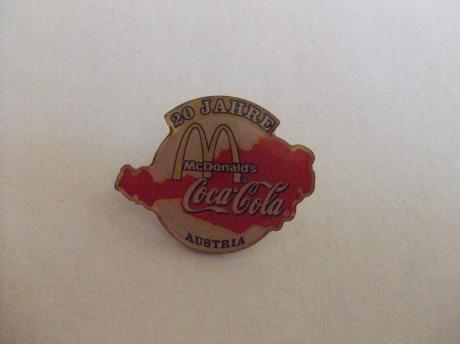 20 JAHRE
McDonald's
Coca-Cola
AUSTRIA